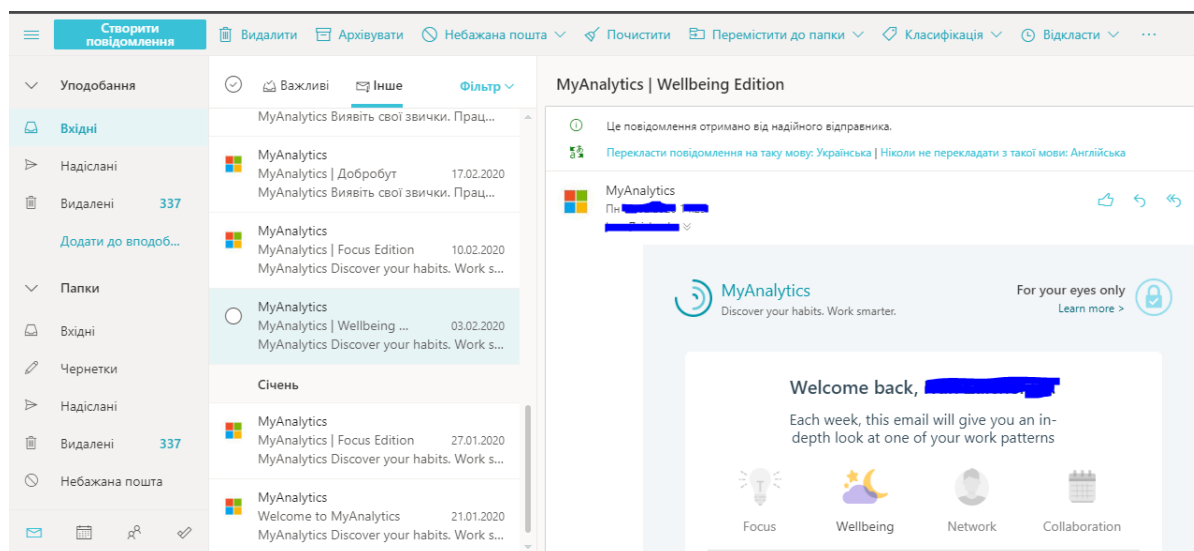 Створити
повідомлення
Видалити Архівувати Небажана пошта Почистити Перемістити до папки Класифікація Відкласти ...
Уподобання
Вхідні
Надіслані
Видалені 337
Додати до вподоб...
Папки
Вхідні
Чернетки
Надіслані
Видалені 337
Небажана пошта
Важливі Інше Фільтр
MyAnalytics Виявіть свої звички. Прац...
MyAnalytics
MyAnalytics | Добробут 17.02.2020
MyAnalytics Виявіть свої звички. Прац...
MyAnalytics
MyAnalytics | Focus Edition 10.02.2020
MyAnalytics Discover your habits. Work s...
MyAnalytics
MyAnalytics | Wellbeing ... 03.02.2020
MyAnalytics Discover your habits. Work s...
Січень
MyAnalytics
MyAnalytics | Focus Edition 27.01.2020
MyAnalytics Discover your habits. Work s...
MyAnalytics
Welcome to MyAnalytics 21.01.2020
MyAnalytics Discover your habits. Work s...
MyAnalytics | Wellbeing Edition
Це повідомлення отримано від надійного відправника.
Перекласти повідомлення на таку мову: Українська | Ніколи не перекладати з такої мови: Англійська
MyAnalytics
Пн
MyAnalytics
Discover your habits. Work smarter.
For your eyes only
Learn more >
Welcome back,
Each week, this email will give you an in-
depth look at one of your work patterns
Focus Wellbeing Network Collaboration